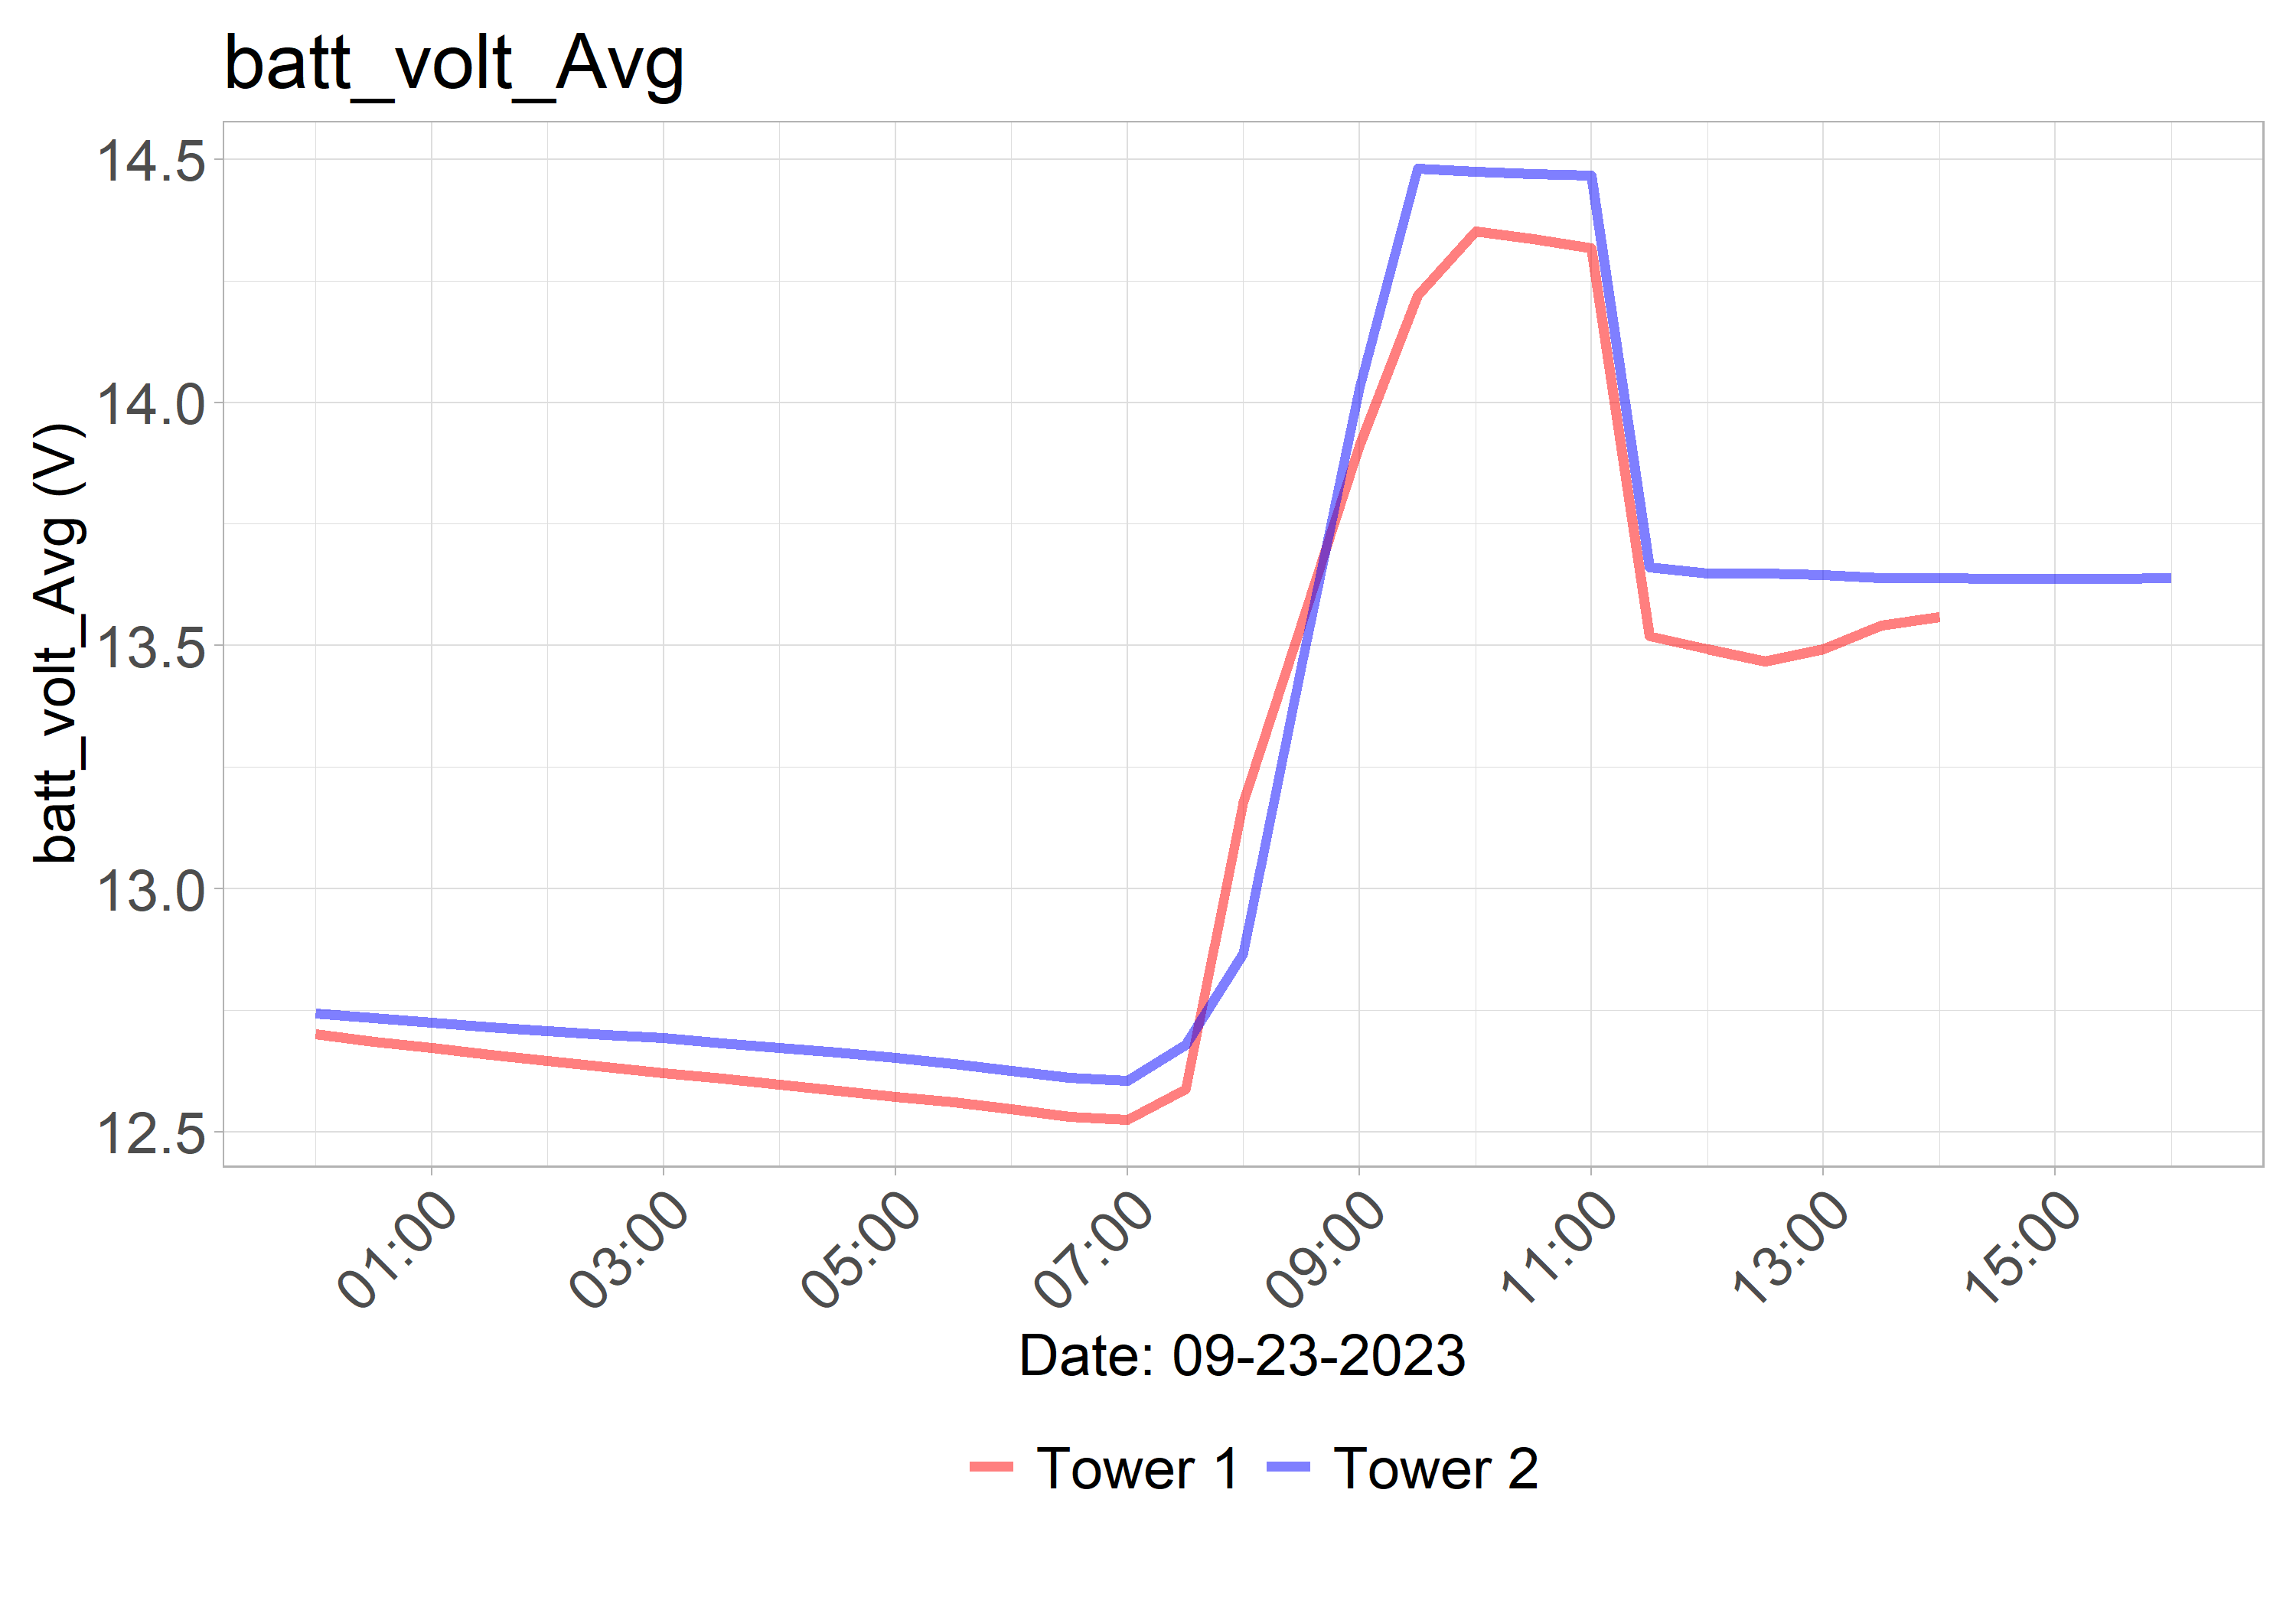 batt_volt_Avg
batt_volt_Avg (V)
14.5
14.0
13.5
13.0
12.5
01:00
03:00
05:00
07:00
09:00
11:00
13:00
15:00
Date: 09-23-2023
Tower 1
Tower 2